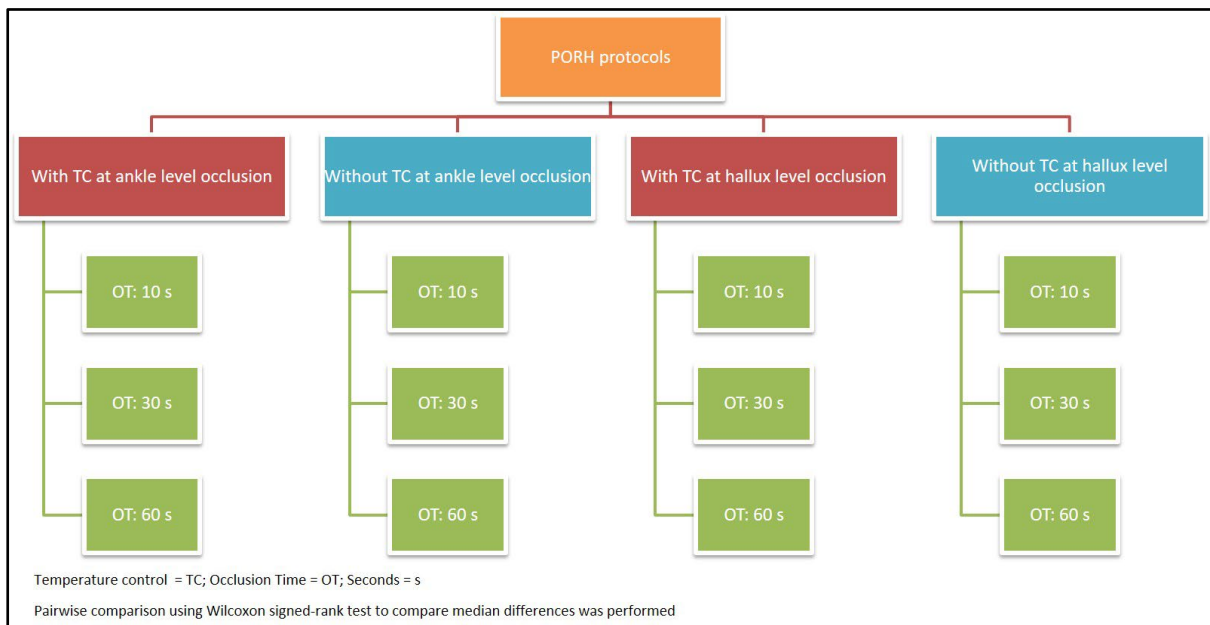 PORH protocols
With TC at ankle level occlusion
Without TC at ankle level occlusion
With TC at hallux level occlusion
Without TC at hallux level
occlusion
OT: 10 s
OT: 10 s
OT: 10 s
OT: 10 s
OT: 30 s
OT: 30 s
OT: 30 s
OT: 30 s
OT: 60 s
OT: 60 s
OT: 60 s
OT: 60 s
Temperature control = TC; Occlusion Time = OT; Seconds = s
Pairwise comparison using Wilcoxon signed-rank test to compare median differences was performed